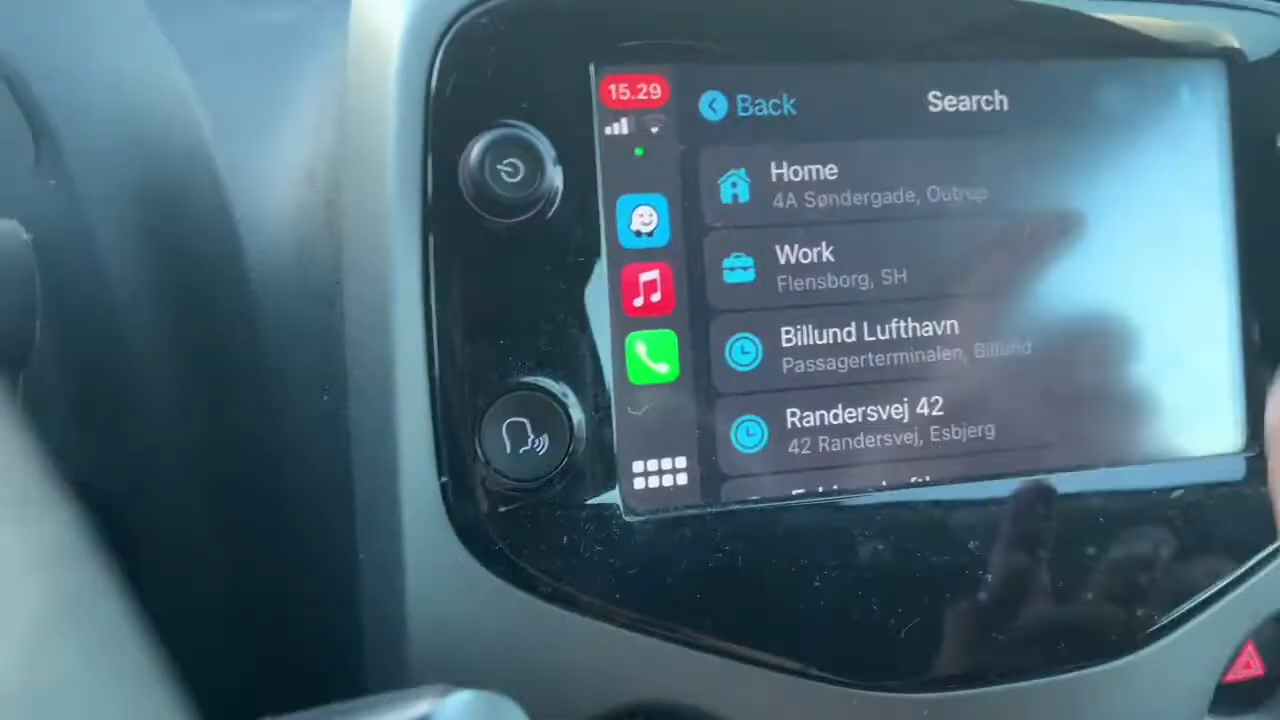 15.29
Back
Search
Home
4A Søndergade, Outrup
Work
Flensborg, SH
Billund Lufthavn
Passagerterminalen, Billund
Randersvej 42
42 Randersvej, Esbjerg